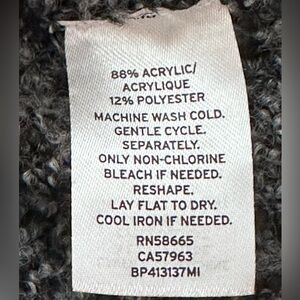 88% ACRYLIC/
ACRYLIQUE
12% POLYESTER
MACHINE WASH COLD.
GENTLE CYCLE.
SEPARATELY.
ONLY NON-CHLORINE
BLEACH IF NEEDED.
RESHAPE.
LAY FLAT TO DRY.
COOL IRON IF NEEDED.
RN58665
CA57963
BP413137MI